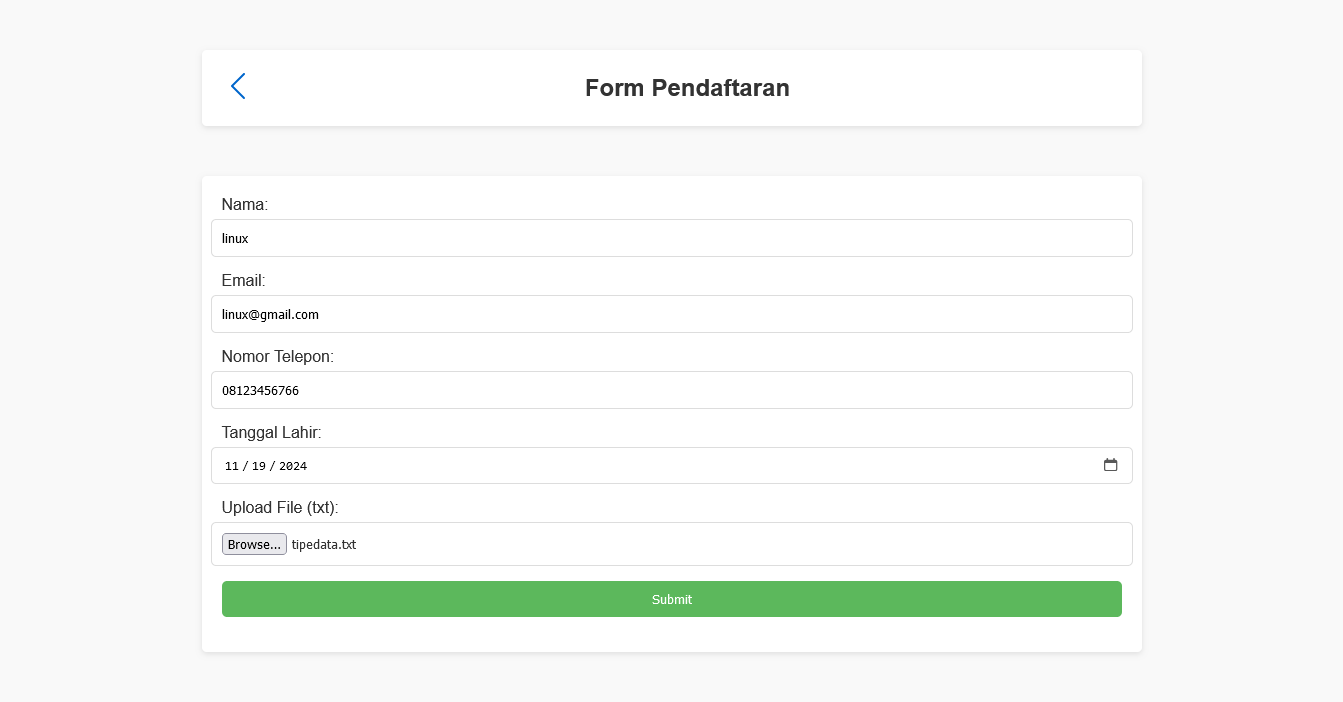 Form Pendaftaran
Nama:
linux
Email:
linux@gmail.com
Nomor Telepon:
08123456766
Tanggal Lahir:
11 / 19 / 2024
Upload File (txt):
Browse... tipedata.txt
Submit